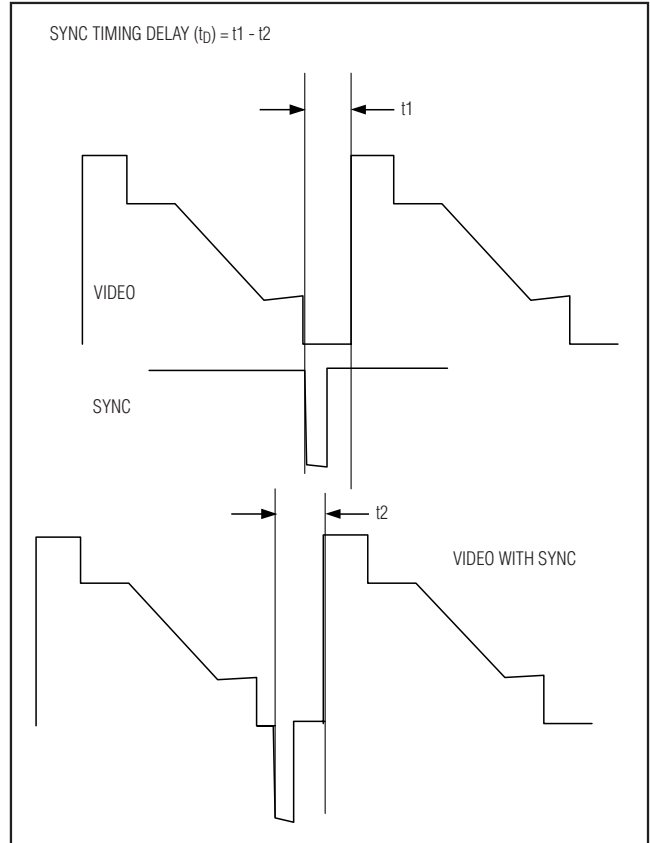 SYNC TIMING DELAY (tD) = t1 - t2
t1
VIDEO
SYNC
t2
VIDEO WITH SYNC